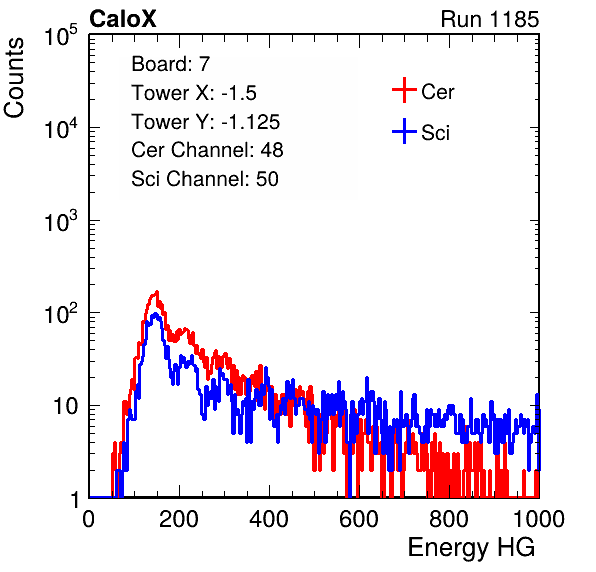 CaloX Run 1185
Counts
Board: 7
Tower X: -1.5
Tower Y: -1.125
Cer Channel: 48
Sci Channel: 50
Cer
Sci
10^5
10^4
10^3
10^2
10
1
0 200 400 600 800 1000
Energy HG